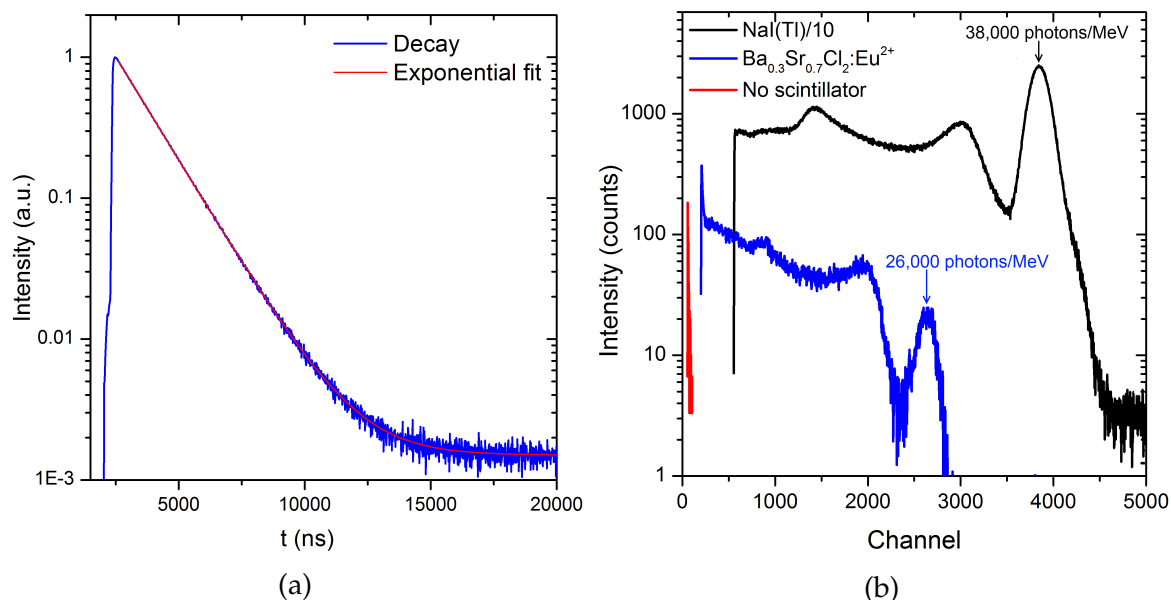 Intensity (a.u.)
1
0.1
0.01
1E-3
Decay
Exponential fit
5000
10000
15000
20000
t (ns)
(a)
(b)
Intensity (counts)
1000
100
10
1
NaI(Tl)/10
Ba0.3Sr0.7Cl2:Eu2+
No scintillator
38,000 photons/MeV
26,000 photons/MeV
0
1000
2000
3000
4000
5000
Channel
(b)